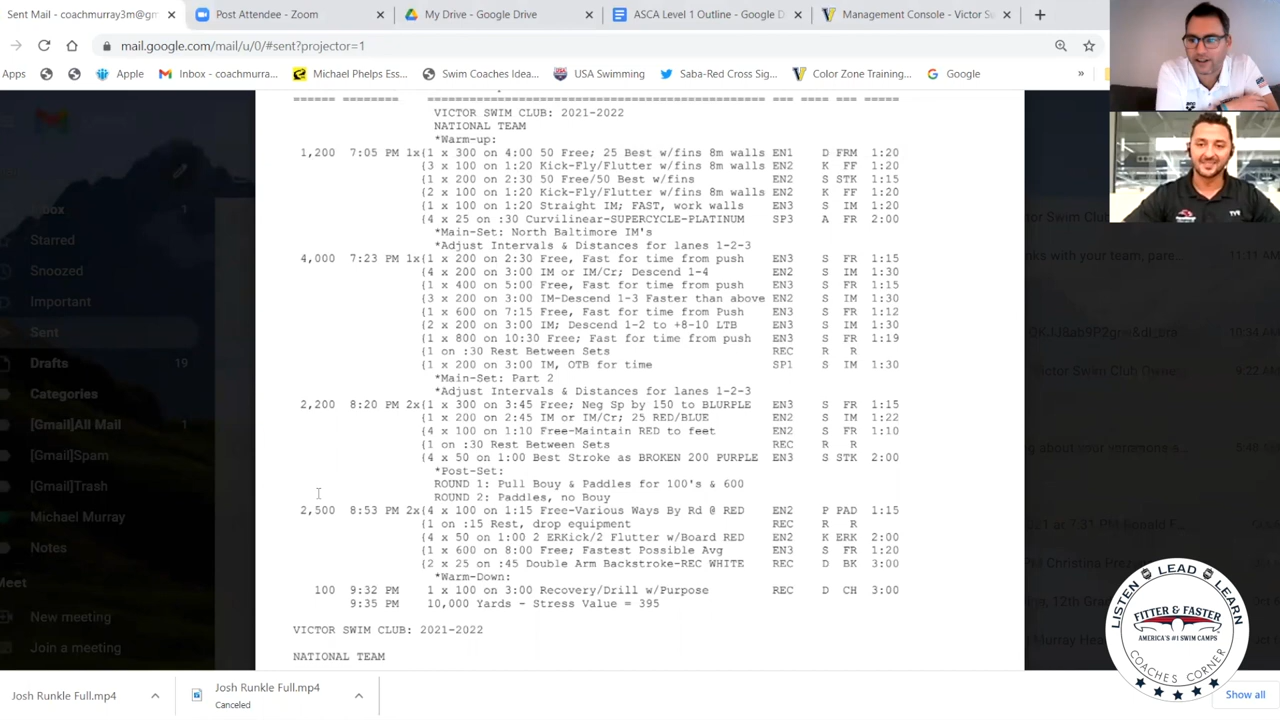 Sent Mail - coachmurray3m@gm
Post Attendee - Zoom
My Drive - Google Drive
ASCA Level 1 Outline - Google D
Management Console - Victor S
mail.google.com/mail/u/0/#sent?projector=1
Apps
Apple
Inbox - coachmurra...
Michael Phelps Ess...
Swim Coaches Idea...
USA Swimming
Saba-Red Cross Sig...
Color Zone Training...
Google
»
====== ======== ========================================== === ==== === =====
VICTOR SWIM CLUB: 2021-2022
NATIONAL TEAM
*Warm-up:
1,200 7:05 PM 1x{1 x 300 on 4:00 50 Free; 25 Best w/fins 8m walls EN1 D FRM 1:20
{3 x 100 on 1:20 Kick-Fly/Flutter w/fins 8m walls EN2 K FF 1:20
{1 x 200 on 2:30 50 Free/50 Best w/fins EN2 S STK 1:15
{2 x 100 on 1:20 Kick-Fly/Flutter w/fins 8m walls EN2 K FF 1:20
{1 x 100 on 1:20 Straight IM; FAST, work walls EN3 S IM 1:20
{4 x 25 on :30 Curvilinear-SUPERCYCLE-PLATINUM SP3 A FR 2:00
*Main-Set: North Baltimore IM's
*Adjust Intervals & Distances for lanes 1-2-3
4,000 7:23 PM 1x{1 x 200 on 2:30 Free, Fast for time from push EN3 S FR 1:15
{4 x 200 on 3:00 IM or IM/Cr; Descend 1-4 EN2 S IM 1:30
{1 x 400 on 5:00 Free, Fast for time from push EN3 S FR 1:15
{3 x 200 on 3:00 IM-Descend 1-3 Faster than above EN2 S IM 1:30
{1 x 600 on 7:15 Free, Fast for time from Push EN3 S FR 1:12
{2 x 200 on 3:00 IM; Descend 1-2 to +8-10 LTB EN3 S IM 1:30
{1 x 800 on 10:30 Free; Fast for time from push EN3 S FR 1:19
{1 on :30 Rest Between Sets REC R R
{1 x 200 on 3:00 IM, OTB for time SP1 S IM 1:30
*Main-Set: Part 2
*Adjust Intervals & Distances for lanes 1-2-3
2,200 8:20 PM 2x{1 x 300 on 3:45 Free; Neg Sp by 150 to BLURPLE EN3 S FR 1:15
{1 x 200 on 2:45 IM or IM/Cr; 25 RED/BLUE EN2 S IM 1:22
{4 x 100 on 1:10 Free-Maintain RED to feet EN2 S FR 1:10
{1 on :30 Rest Between Sets REC R R
{4 x 50 on 1:00 Best Stroke as BROKEN 200 PURPLE EN3 S STK 2:00
*Post-Set:
ROUND 1: Pull Bouy & Paddles for 100's & 600
ROUND 2: Paddles, no Bouy
2,500 8:53 PM 2x{4 x 100 on 1:15 Free-Various Ways By Rd @ RED EN2 P PAD 1:15
{1 on :15 Rest, drop equipment REC R R
{4 x 50 on 1:00 2 ERKick/2 Flutter w/Board RED EN2 K ERK 2:00
{1 x 600 on 8:00 Free; Fastest Possible Avg EN3 S FR 1:20
{2 x 25 on :45 Double Arm Backstroke-REC WHITE REC D BK 3:00
*Warm-Down:
100 9:32 PM 1 x 100 on 3:00 Recovery/Drill w/Purpose REC D CH 3:00
9:35 PM 10,000 Yards - Stress Value = 395
VICTOR SWIM CLUB: 2021-2022
NATIONAL TEAM
Inbox 1
Starred
Snoozed
Important
Sent
Drafts 19
Categories
[Gmail]All Mail 1
[Gmail]Spam
[Gmail]Trash
Michael Murray
Notes
Meet
New meeting
Join a meeting
with your team, pare...
11:11 AM
10:34 AM
ictor Swim Club Owne
9:22 AM
5:48
LISTEN LEAD LEARN
FITTER & FASTER
AMERICA'S #1 SWIM CAMPS
COACHES CORNER
Josh Runkle Full.mp4
Josh Runkle Full.mp4
Canceled
Show all